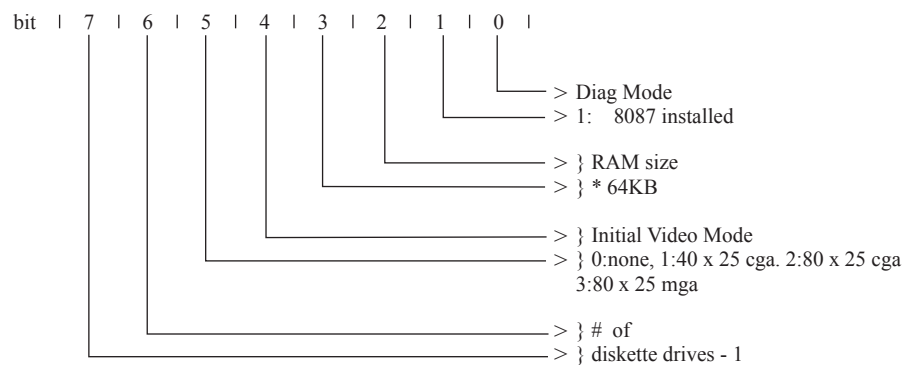 bit | 7 | 6 | 5 | 4 | 3 | 2 | 1 | 0 |
> Diag Mode
> 1: 8087 installed
> } RAM size
> } * 64KB
> } Initial Video Mode
> } 0:none, 1:40 x 25 cga. 2:80 x 25 cga
3:80 x 25 mga
> } # of
> } diskette drives - 1